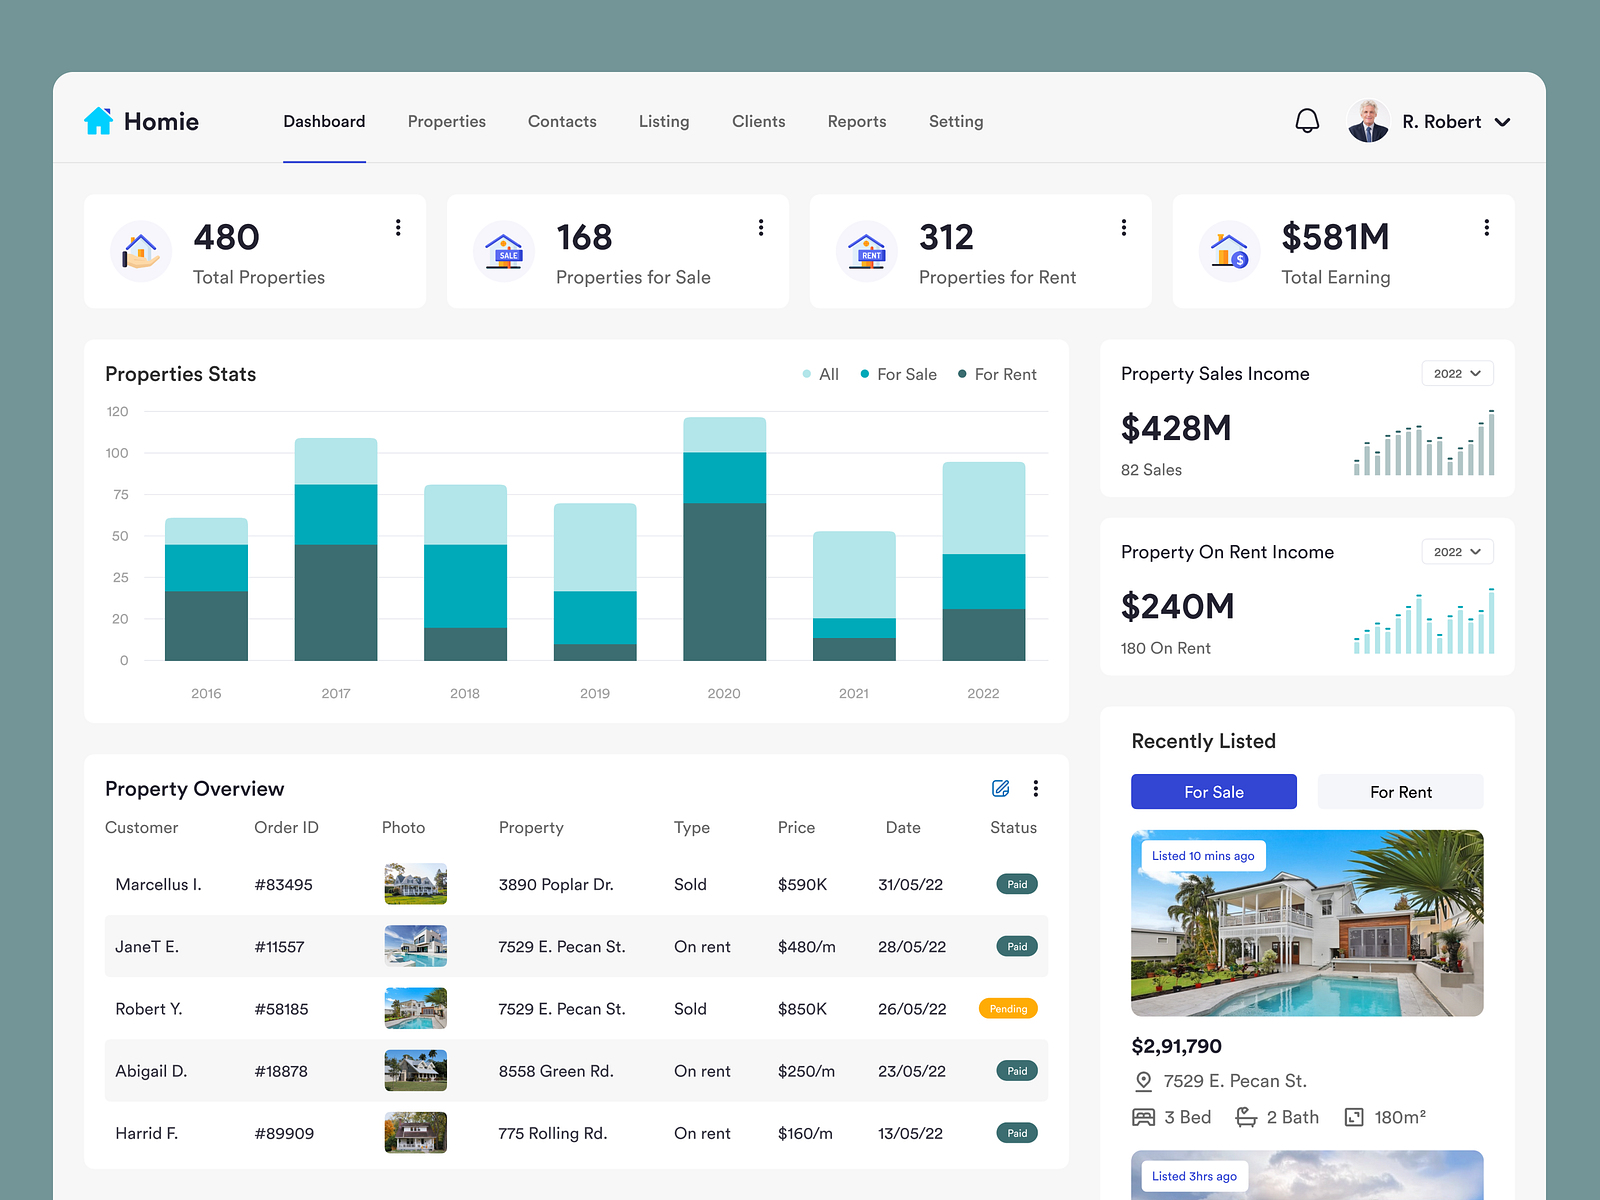 Homie
Dashboard Properties Contacts Listing Clients Reports Setting
R. Robert
480
Total Properties
SALE
168
Properties for Sale
RENT
312
Properties for Rent
$
$581M
Total Earning
Properties Stats
All For Sale For Rent
120
100
75
50
25
20
0
2016 2017 2018 2019 2020 2021 2022
Property Sales Income
2022
$428M
82 Sales
Property On Rent Income
2022
$240M
180 On Rent
Property Overview
Customer Order ID Photo Property Type Price Date Status
Marcellus I. #83495 3890 Poplar Dr. Sold $590K 31/05/22 Paid
JaneT E. #11557 7529 E. Pecan St. On rent $480/m 28/05/22 Paid
Robert Y. #58185 7529 E. Pecan St. Sold $850K 26/05/22 Pending
Abigail D. #18878 8558 Green Rd. On rent $250/m 23/05/22 Paid
Harrid F. #89909 775 Rolling Rd. On rent $160/m 13/05/22 Paid
Recently Listed
For Sale For Rent
Listed 10 mins ago
$2,91,790
7529 E. Pecan St.
3 Bed 2 Bath 180m²
Listed 3hrs ago